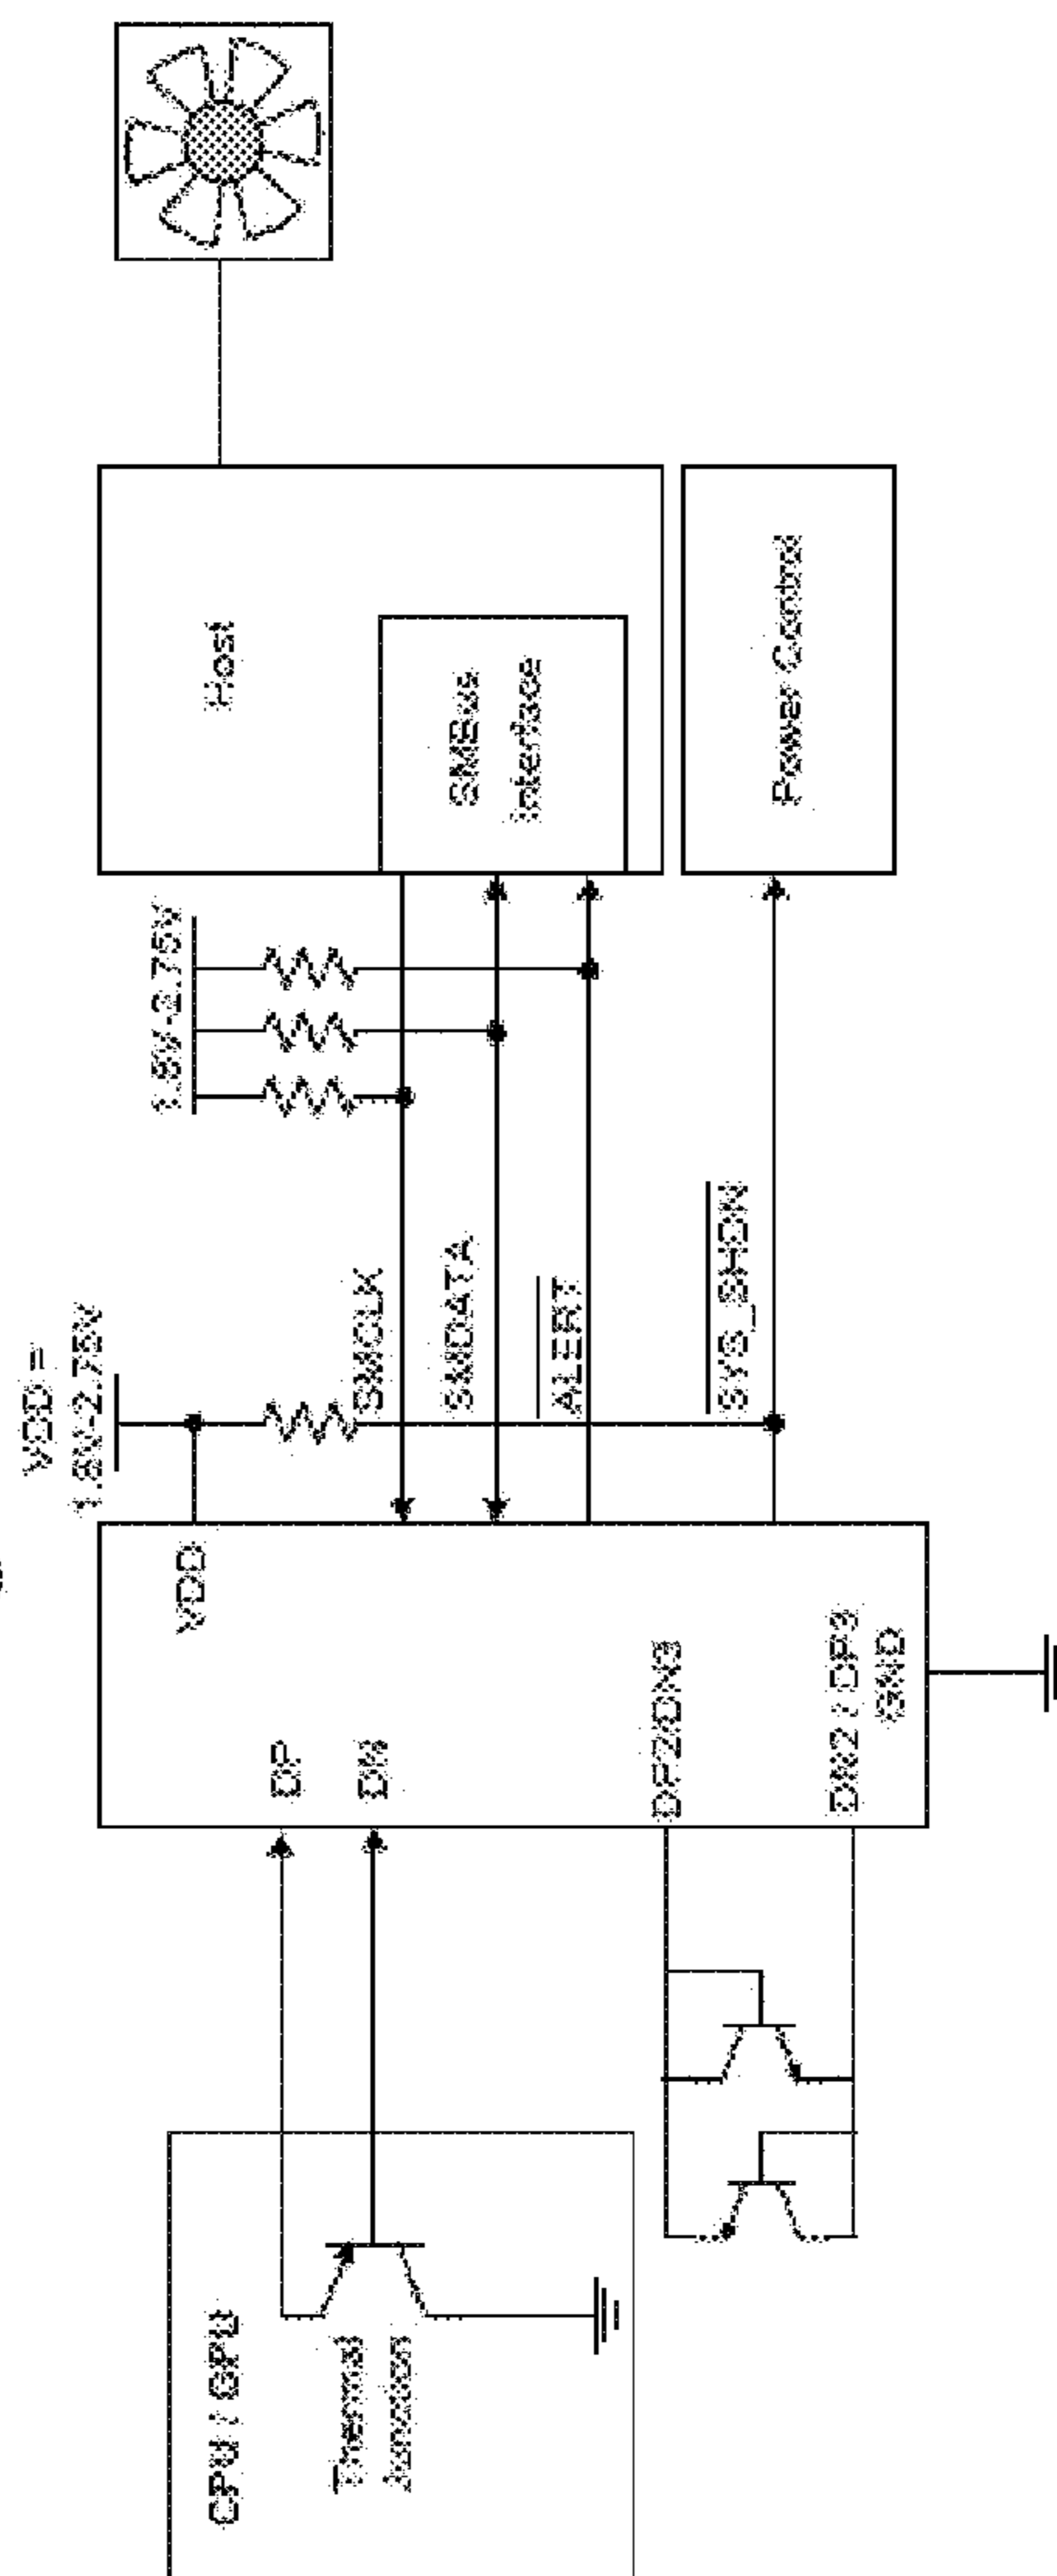 CPU / GPU
Thermal
Junction
DP
DN
DP2/DN3
DN2 / DP3
GND
VDD
VDD =
1.8V-2.75V
SMCLK
SMDATA
ALERT
SYS_SHDN
1.8V-2.75V
Host
SMBus
Interface
Power Control